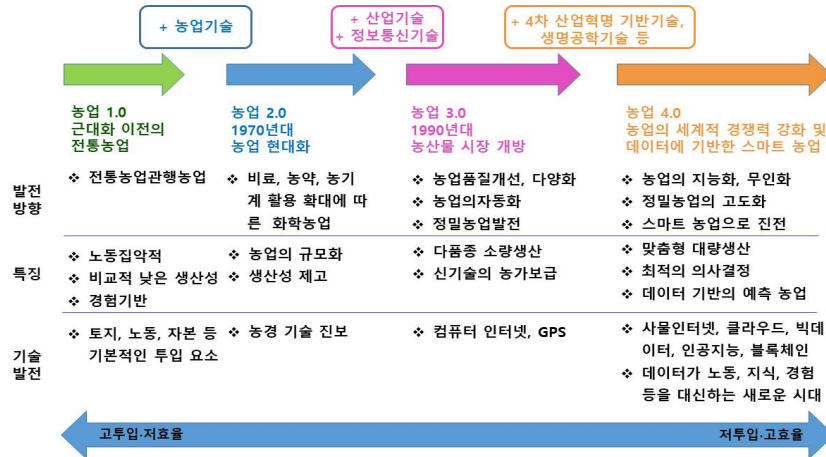 + 농업기술
+ 산업기술
+ 정보통신기술
+ 4차 산업혁명 기반기술,
생명공학기술 등
농업 1.0
근대화 이전의
전통농업
농업 2.0
1970년대
농업 현대화
농업 3.0
1990년대
농산물 시장 개방
농업 4.0
농업의 세계적 경쟁력 강화 및
데이터에 기반한 스마트 농업
발전
방향
❖ 전통농업관행농업
❖ 비료, 농약, 농기
계 활용 확대에 따
른 화학농업
❖ 농업품질개선, 다양화
❖ 농업의자동화
❖ 정밀농업발전
❖ 농업의 지능화, 무인화
❖ 정밀농업의 고도화
❖ 스마트 농업으로 진전
특징
❖ 노동집약적
❖ 비교적 낮은 생산성
❖ 경험기반
❖ 농업의 규모화
❖ 생산성 제고
❖ 다품종 소량생산
❖ 신기술의 농가보급
❖ 맞춤형 대량생산
❖ 최적의 의사결정
❖ 데이터 기반의 예측 농업
기술
발전
❖ 토지, 노동, 자본 등
기본적인 투입 요소
❖ 농경 기술 진보
❖ 컴퓨터 인터넷, GPS
❖ 사물인터넷, 클라우드, 빅데
이터, 인공지능, 블록체인
❖ 데이터가 노동, 지식, 경험
등을 대신하는 새로운 시대
고투입·저효율
저투입·고효율